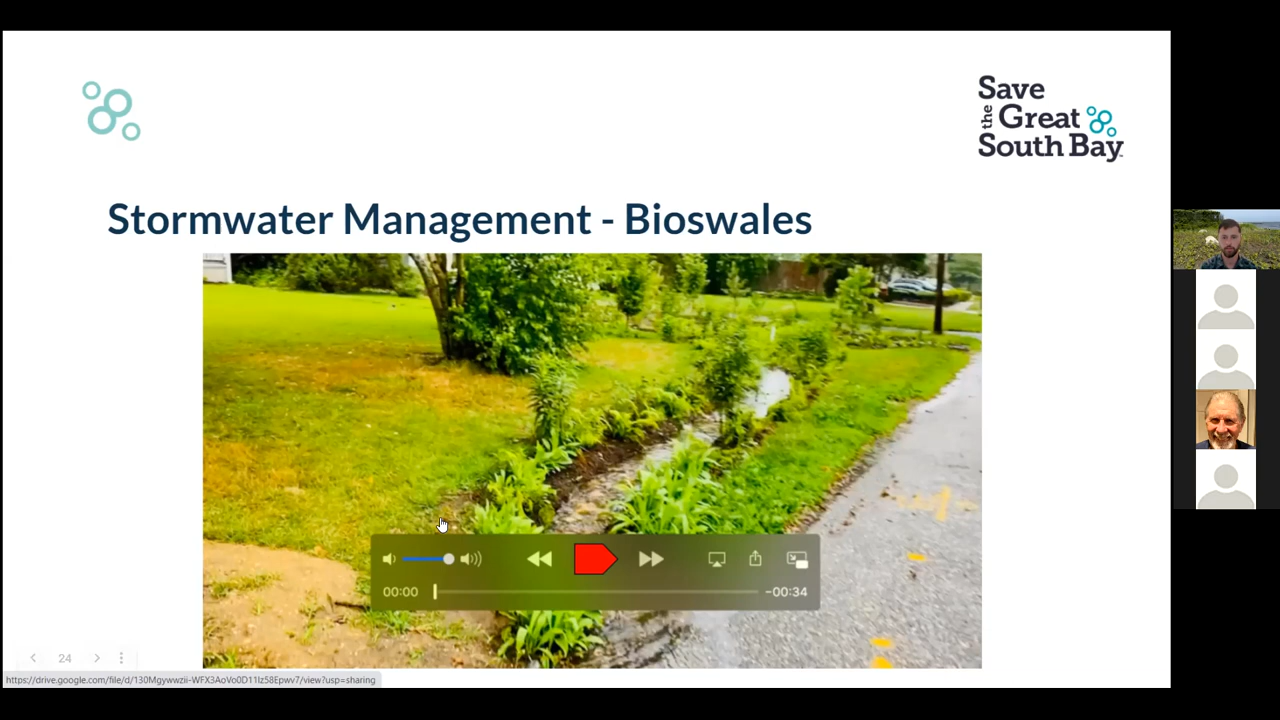 Save
the Great
South Bay
Stormwater Management - Bioswales
00:00
-00:34
24
https://drive.google.com/file/d/130Mgywwzii-WFX3AoVo0D11Iz58Epwv7/view?usp=sharing